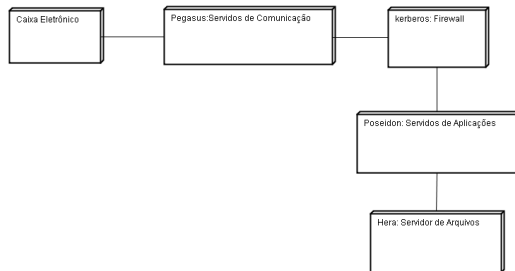 Caixa Eletrônico
Pegasus:Servidos de Comunicação
kerberos: Firewall
Poseidon: Servidos de Aplicações
Hera: Servidor de Arquivos